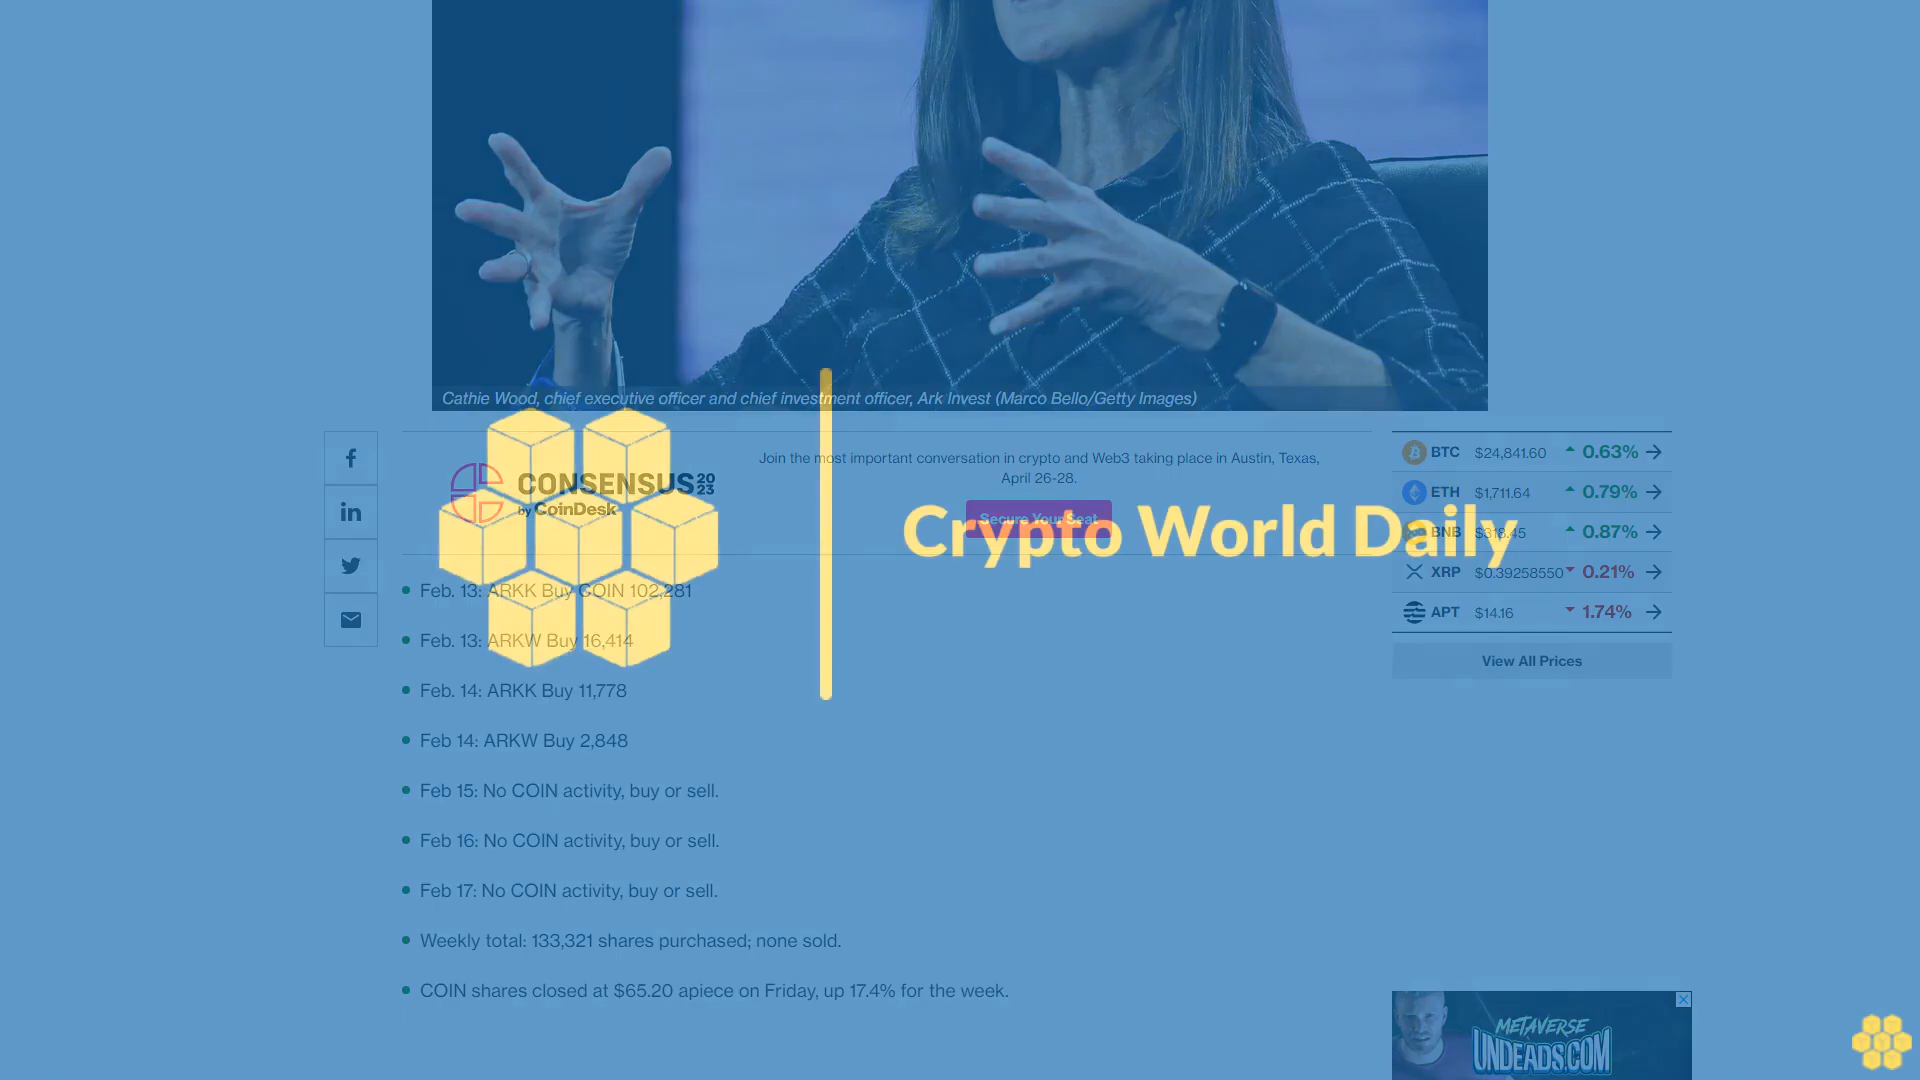 Cathie Wood, chief executive officer and chief investment officer, Ark Invest (Marco Bello/Getty Images)
CONSENSUS 2023
by CoinDesk
Join the most important conversation in crypto and Web3 taking place in Austin, Texas,
April 26-28.
Secure Your Seat
Crypto World Daily
BTC $24,841.60 0.63%
ETH $1,711.64 0.79%
BNB $318.45 0.87%
XRP $0.39258550 0.21%
APT $14.16 1.74%
View All Prices
Feb. 13: ARKK Buy COIN 102,281
Feb. 13: ARKW Buy 16,414
Feb. 14: ARKK Buy 11,778
Feb 14: ARKW Buy 2,848
Feb 15: No COIN activity, buy or sell.
Feb 16: No COIN activity, buy or sell.
Feb 17: No COIN activity, buy or sell.
Weekly total: 133,321 shares purchased; none sold.
COIN shares closed at $65.20 apiece on Friday, up 17.4% for the week.
METAVERSE
UNDEADS.COM